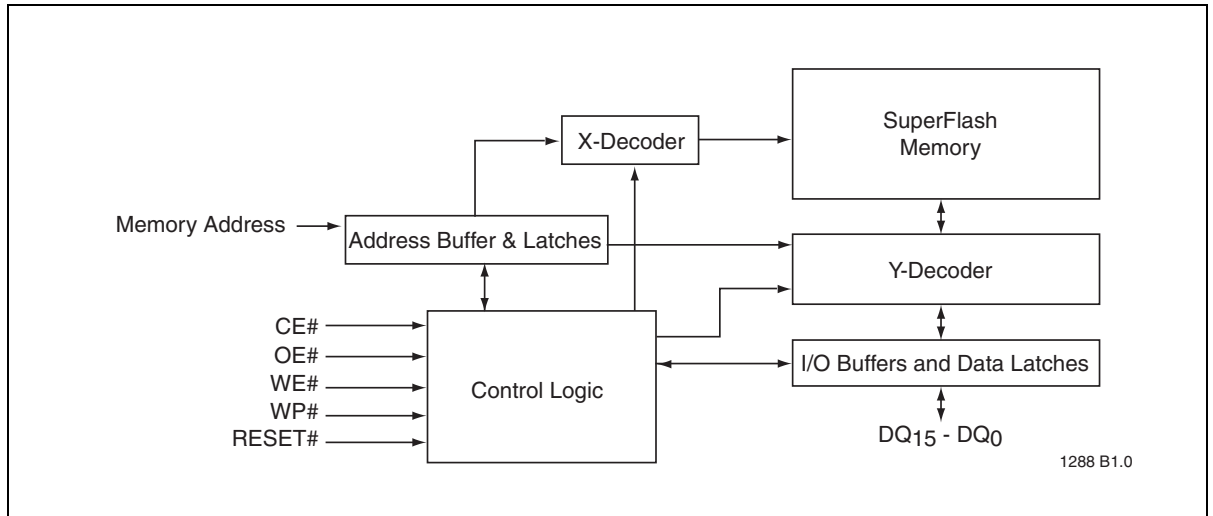 SuperFlash
Memory
X-Decoder
Memory Address
Address Buffer & Latches
Y-Decoder
CE#
OE#
WE#
WP#
RESET#
Control Logic
I/O Buffers and Data Latches
DQ15 - DQ0
1288 B1.0